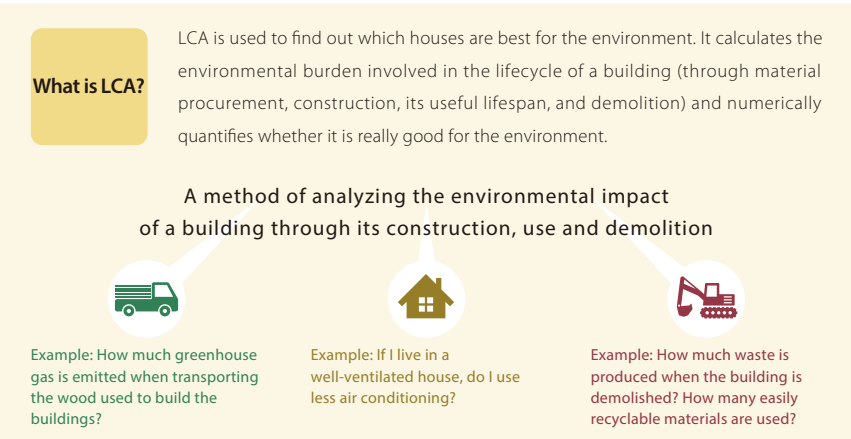 What is LCA?
LCA is used to find out which houses are best for the environment. It calculates the
environmental burden involved in the lifecycle of a building (through material
procurement, construction, its useful lifespan, and demolition) and numerically
quantifies whether it is really good for the environment.
A method of analyzing the environmental impact
of a building through its construction, use and demolition
Example: How much greenhouse
gas is emitted when transporting
the wood used to build the
buildings?
Example: If I live in a
well-ventilated house, do I use
less air conditioning?
Example: How much waste is
produced when the building is
demolished? How many easily
recyclable materials are used?